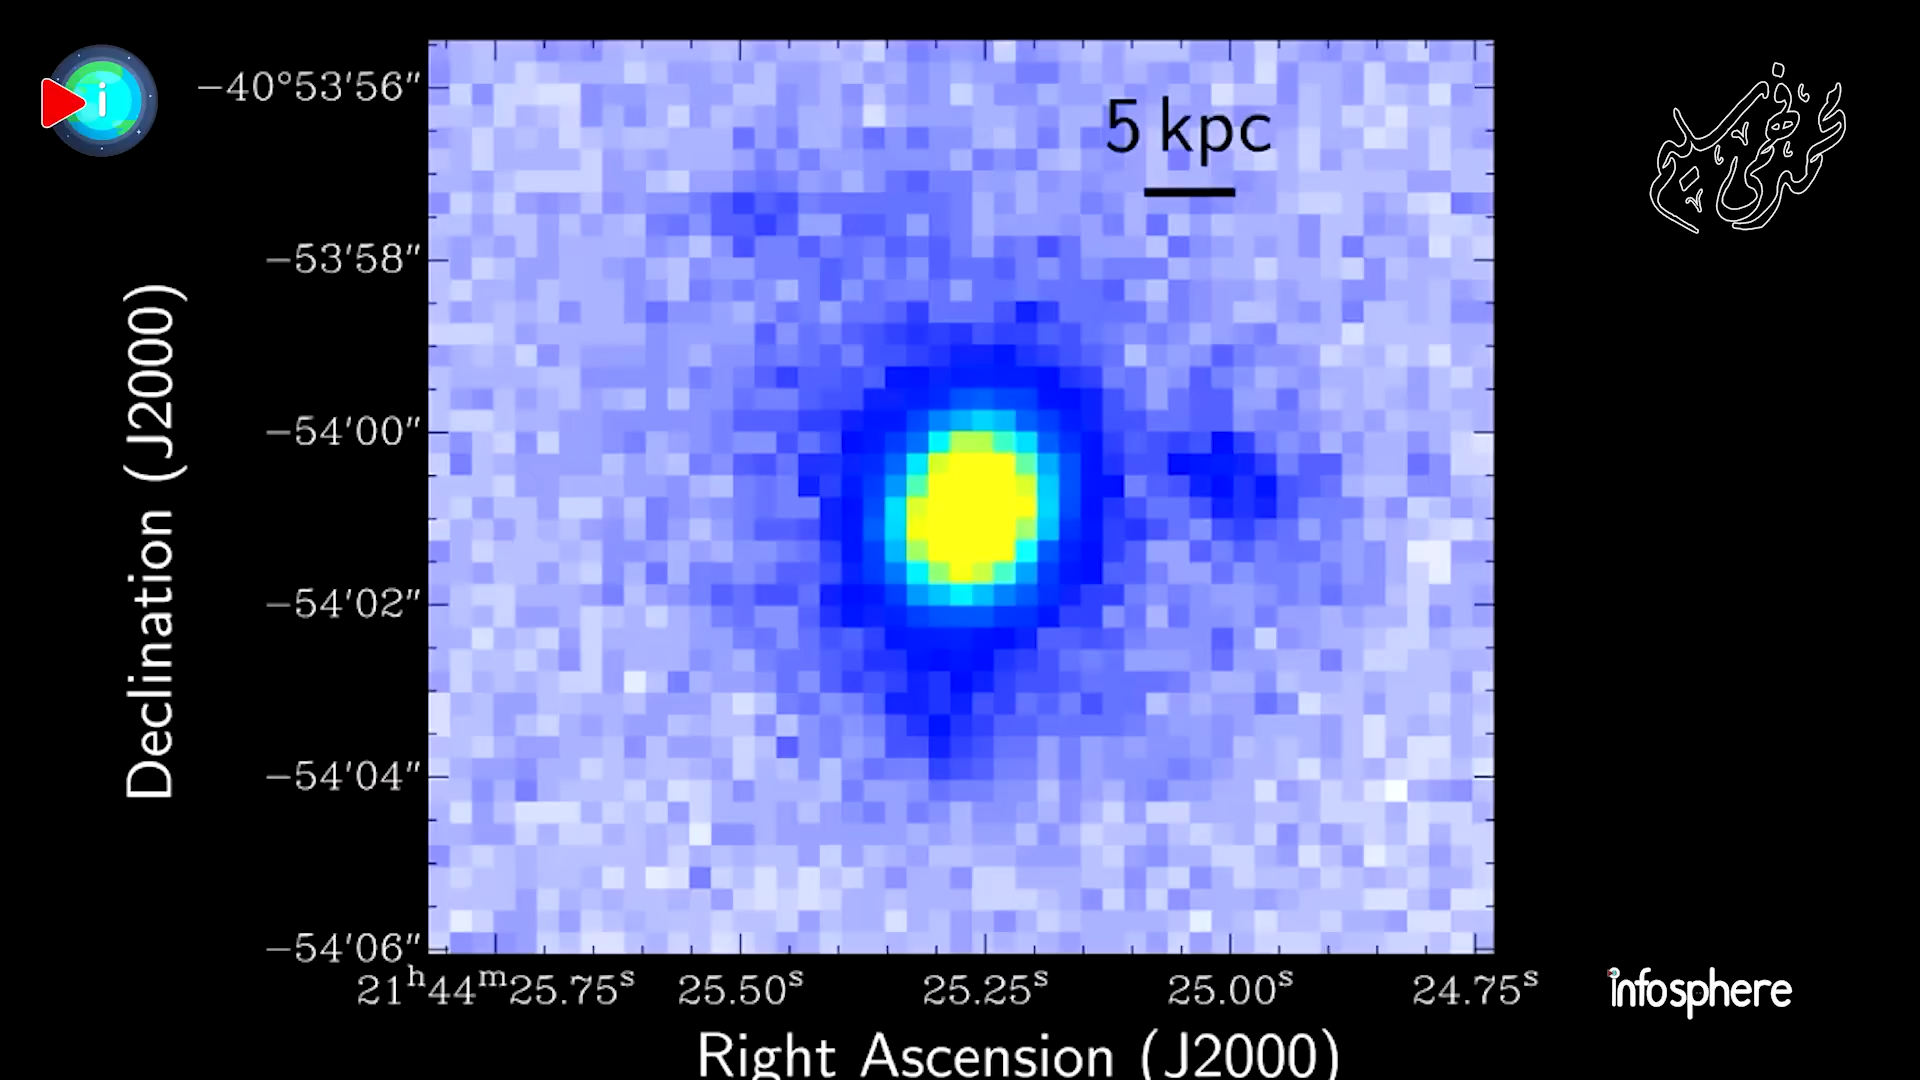 −40°53′56″
5 kpc
−53′58″
−54′00″
−54′02″
−54′04″
−54′06″
Declination (J2000)
21ʰ44ᵐ25.75ˢ 25.50ˢ 25.25ˢ 25.00ˢ 24.75ˢ
Right Ascension (J2000)
i
infosphere